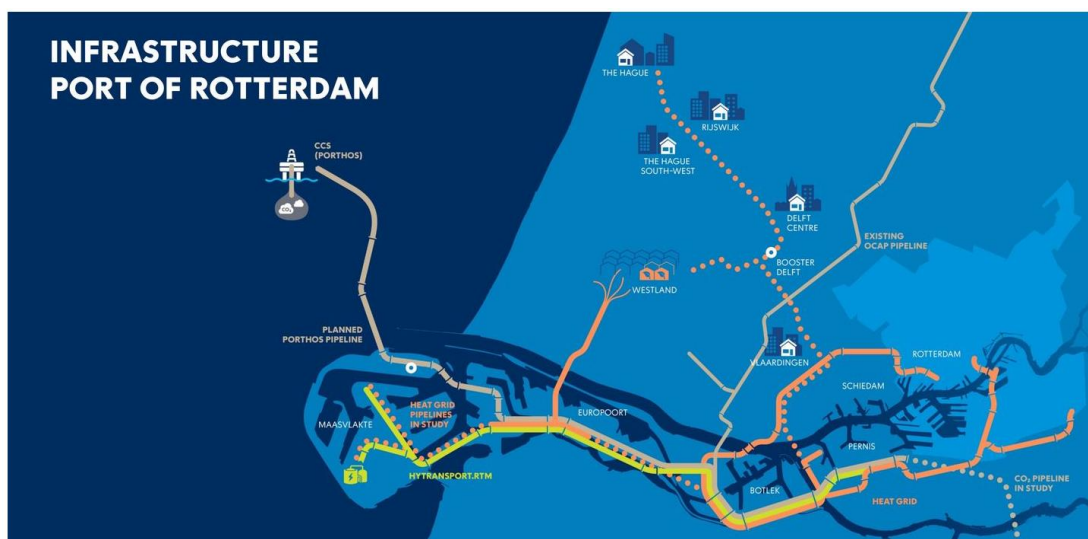 INFRASTRUCTURE
PORT OF ROTTERDAM
THE HAGUE
RIJSWIJK
THE HAGUE
SOUTH-WEST
CCS
(PORTHOS)
CO₂
DELFT
CENTRE
EXISTING
OCAP PIPELINE
BOOSTER
DELFT
WESTLAND
PLANNED
PORTHOS PIPELINE
VLAARDINGEN
ROTTERDAM
SCHIEDAM
HEAT GRID
PIPELINES
IN STUDY
MAASVLAKTE
EUROPOORT
PERNIS
HYTRANSPORT.RTM
BOTLEK
HEAT GRID
CO₂ PIPELINE
IN STUDY